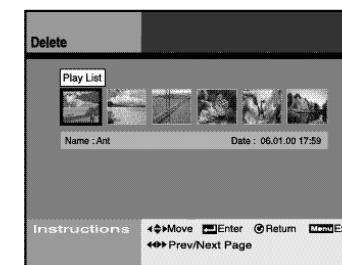 Delete
Play List
Name : Ant Date : 06.01.00 17:59
Instructions Move Enter Return Menu
Prev/Next Page